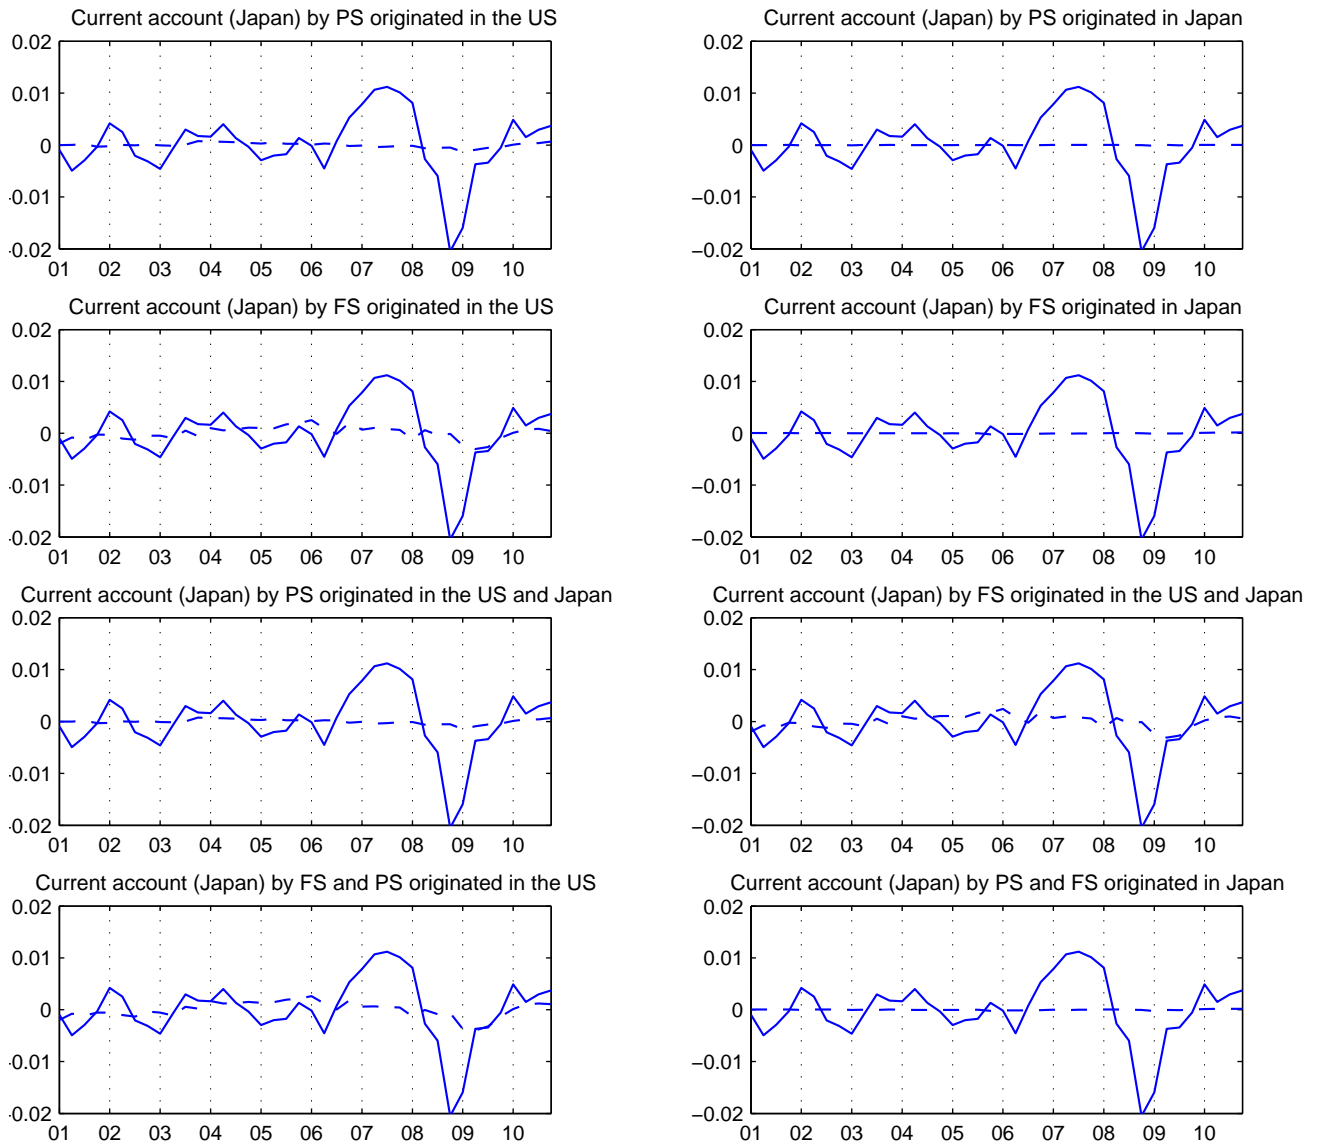 Current account (Japan) by PS originated in the US
0.02
0.01
0
-0.01
-0.02
01 02 03 04 05 06 07 08 09 10
Current account (Japan) by PS originated in Japan
0.02
0.01
0
−0.01
−0.02
01 02 03 04 05 06 07 08 09 10
Current account (Japan) by FS originated in the US
0.02
0.01
0
-0.01
-0.02
01 02 03 04 05 06 07 08 09 10
Current account (Japan) by FS originated in Japan
0.02
0.01
0
−0.01
−0.02
01 02 03 04 05 06 07 08 09 10
Current account (Japan) by PS originated in the US and Japan
0.02
0.01
0
-0.01
-0.02
01 02 03 04 05 06 07 08 09 10
Current account (Japan) by FS originated in the US and Japan
0.02
0.01
0
−0.01
−0.02
01 02 03 04 05 06 07 08 09 10
Current account (Japan) by FS and PS originated in the US
0.02
0.01
0
-0.01
-0.02
01 02 03 04 05 06 07 08 09 10
Current account (Japan) by PS and FS originated in Japan
0.02
0.01
0
−0.01
−0.02
01 02 03 04 05 06 07 08 09 10